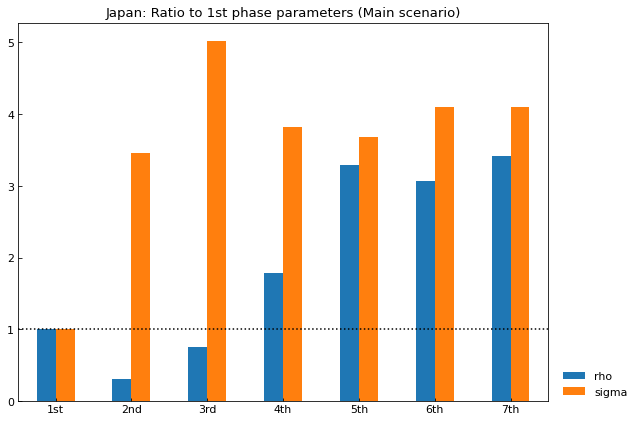 Japan: Ratio to 1st phase parameters (Main scenario)
5
4
3
2
1
0
1st 2nd 3rd 4th 5th 6th 7th
rho
sigma